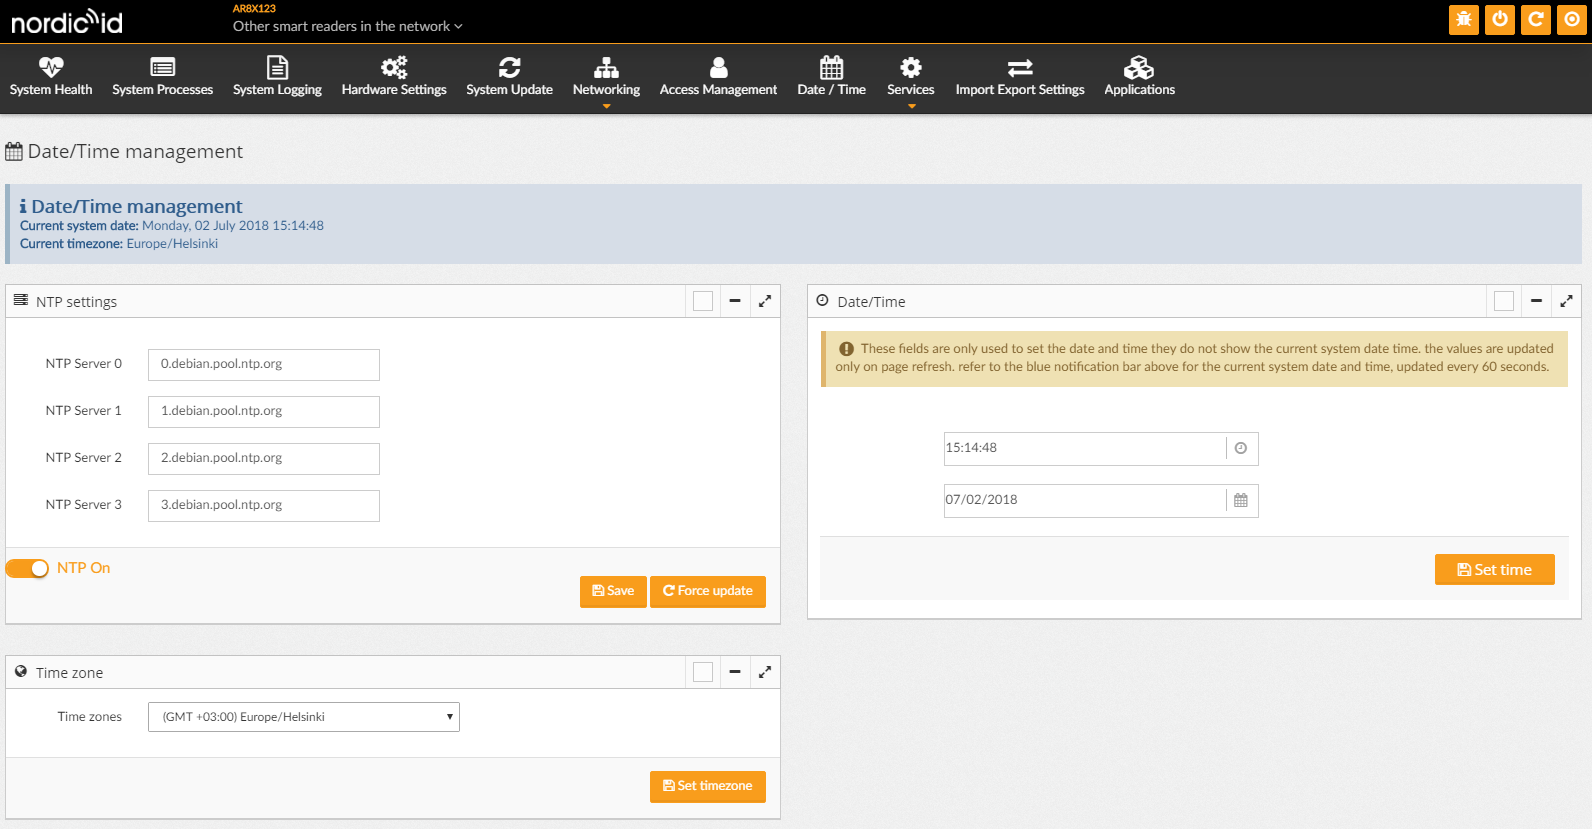 nordic id
AR8X123
Other smart readers in the network
System Health
System Processes
System Logging
Hardware Settings
System Update
Networking
Access Management
Date / Time
Services
Import Export Settings
Applications
Date/Time management
Date/Time management
Current system date: Monday, 02 July 2018 15:14:48
Current timezone: Europe/Helsinki
NTP settings
NTP Server 0
0.debian.pool.ntp.org
NTP Server 1
1.debian.pool.ntp.org
NTP Server 2
2.debian.pool.ntp.org
NTP Server 3
3.debian.pool.ntp.org
NTP On
Save
Force update
Date/Time
These fields are only used to set the date and time they do not show the current system date time. the values are updated
only on page refresh. refer to the blue notification bar above for the current system date and time, updated every 60 seconds.
15:14:48
07/02/2018
Set time
Time zone
Time zones
(GMT +03:00) Europe/Helsinki
Set timezone